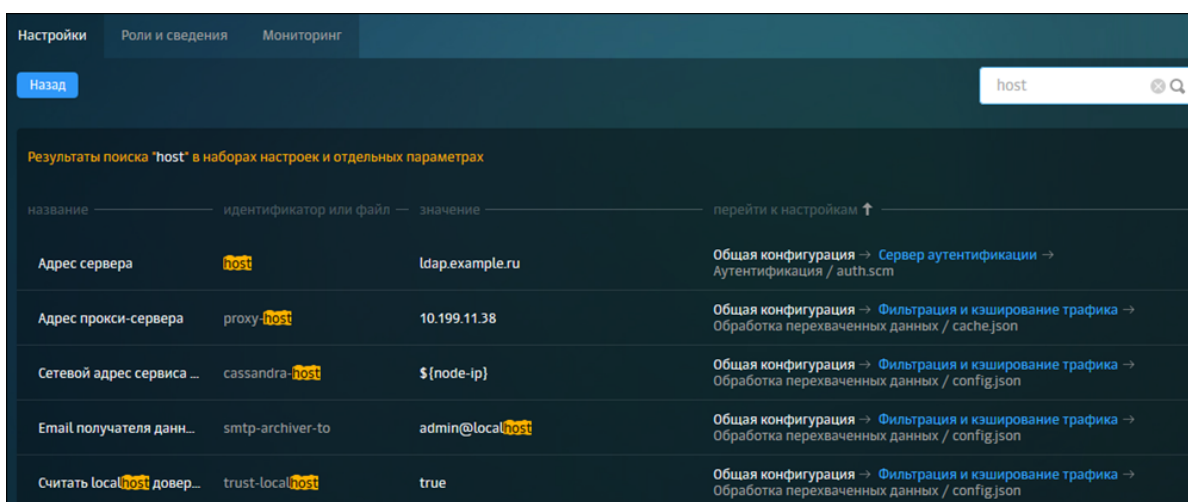 Настройки Роли и сведения Мониторинг
Назад host
Результаты поиска "host" в наборах настроек и отдельных параметрах
название идентификатор или файл значение перейти к настройкам ↑
Адрес сервера host ldap.example.ru Общая конфигурация → Сервер аутентификации →
Аутентификация / auth.scm
Адрес прокси-сервера proxy-host 10.199.11.38 Общая конфигурация → Фильтрация и кэширование трафика →
Обработка перехваченных данных / cache.json
Сетевой адрес сервиса ... cassandra-host ${node-ip} Общая конфигурация → Фильтрация и кэширование трафика →
Обработка перехваченных данных / config.json
Email получателя данн... smtp-archiver-to admin@localhost Общая конфигурация → Фильтрация и кэширование трафика →
Обработка перехваченных данных / config.json
Считать localhost довер... trust-localhost true Общая конфигурация → Фильтрация и кэширование трафика →
Обработка перехваченных данных / config.json